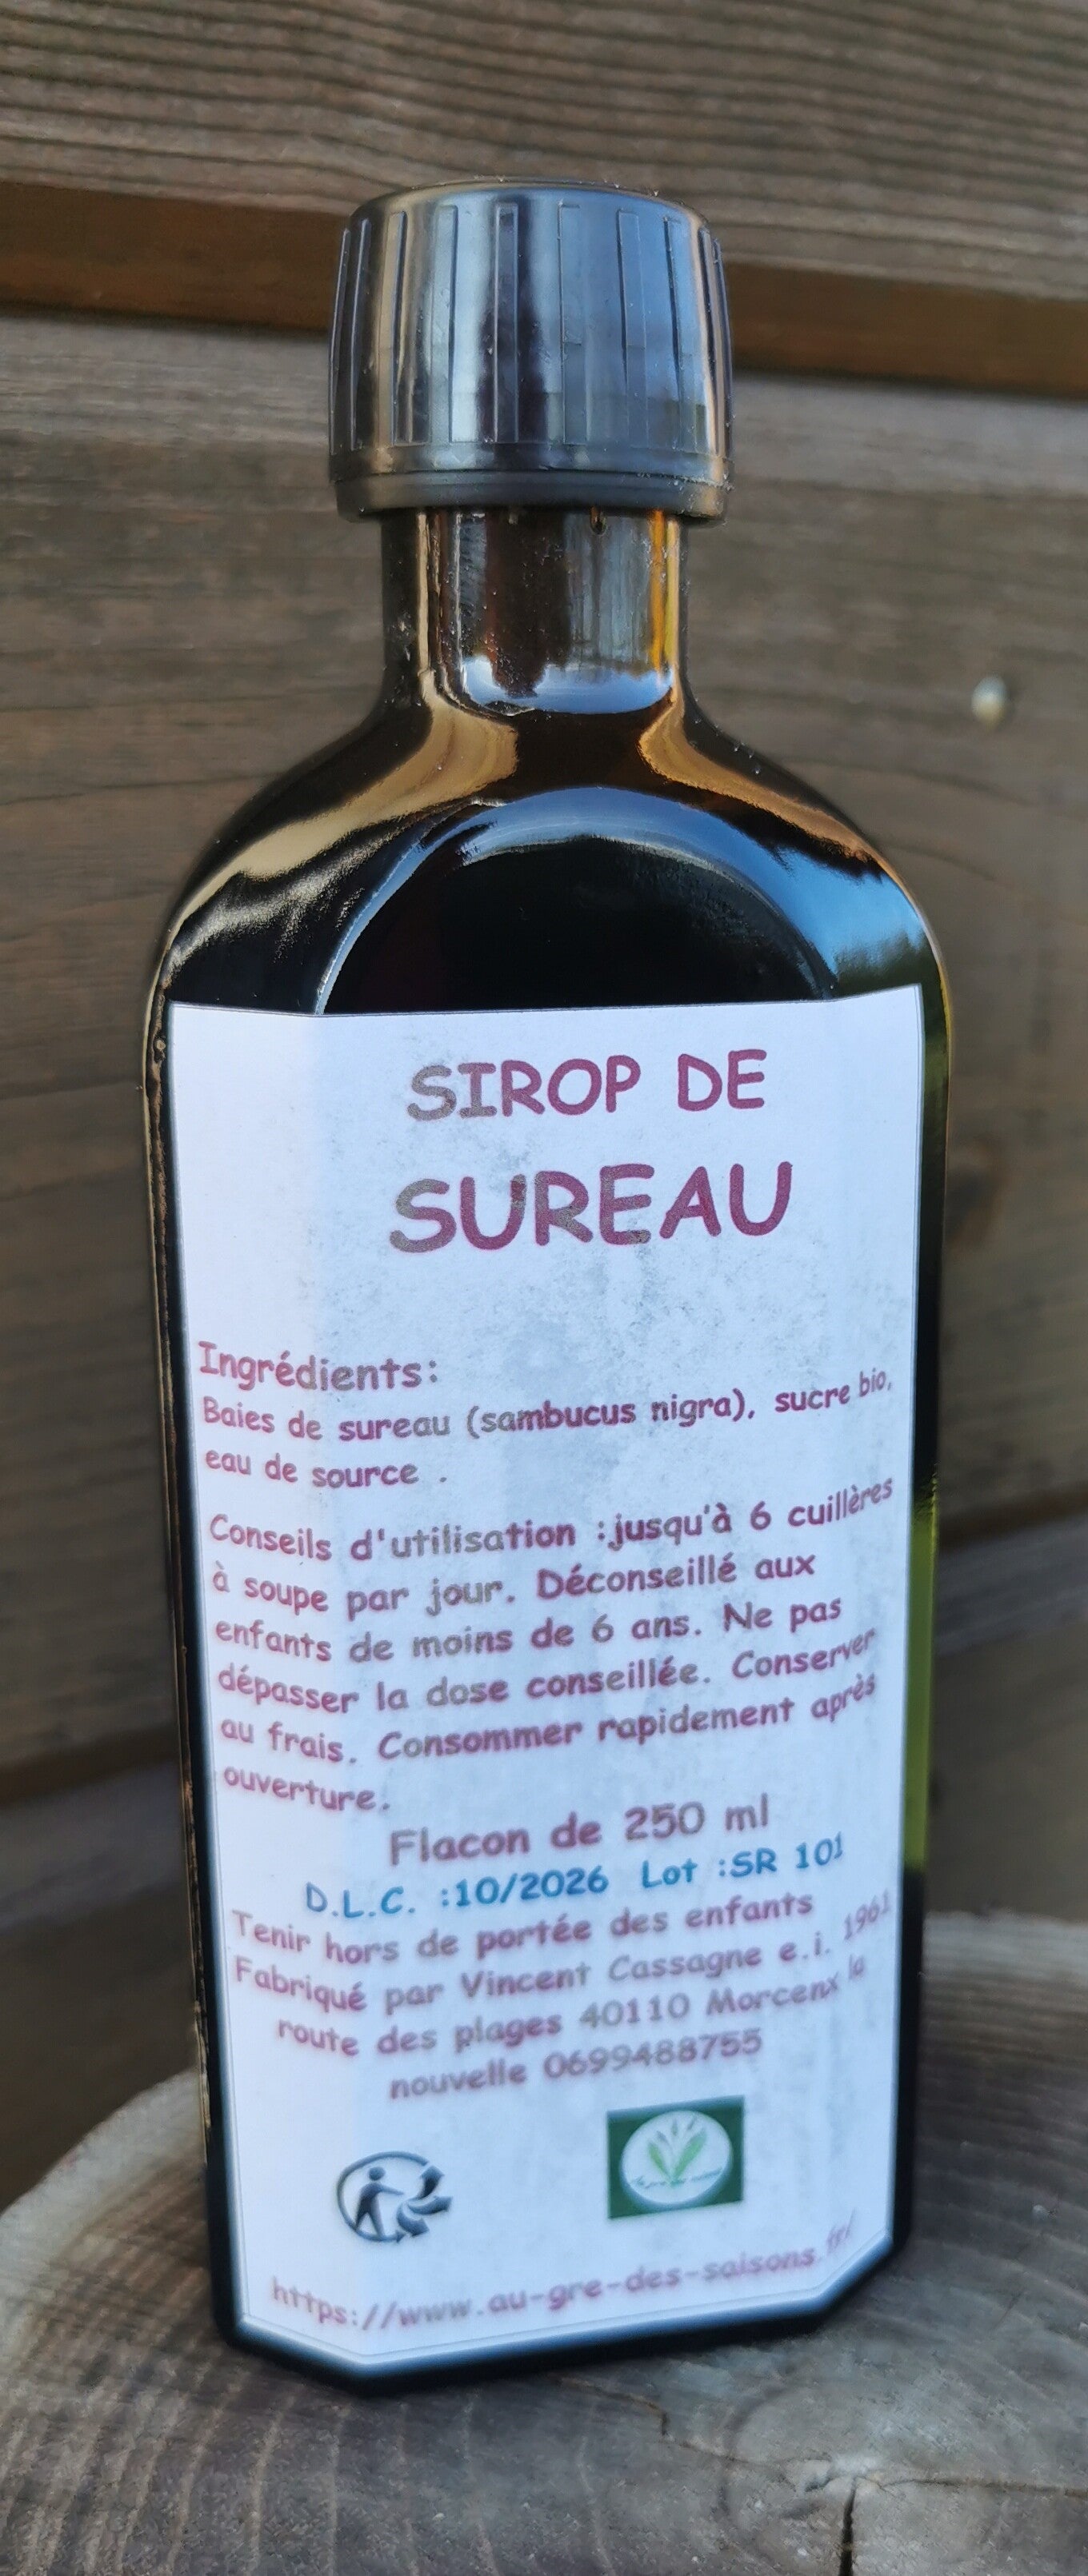 SIROP DE
SUREAU
Ingrédients:
Baies de sureau (sambucus nigra), sucre bio,
eau de source .
Conseils d'utilisation :jusqu'à 6 cuillères
à soupe par jour. Déconseillé aux
enfants de moins de 6 ans. Ne pas
dépasser la dose conseillée. Conserver
au frais. Consommer rapidement après
ouverture.
Flacon de 250 ml
D.L.C. :10/2026 Lot :SR 101
Tenir hors de portée des enfants
Fabriqué par Vincent Cassagne e.i. 1961
route des plages 40110 Morcenx la
nouvelle 0699488755
https://www.au-gre-des-saisons.fr/